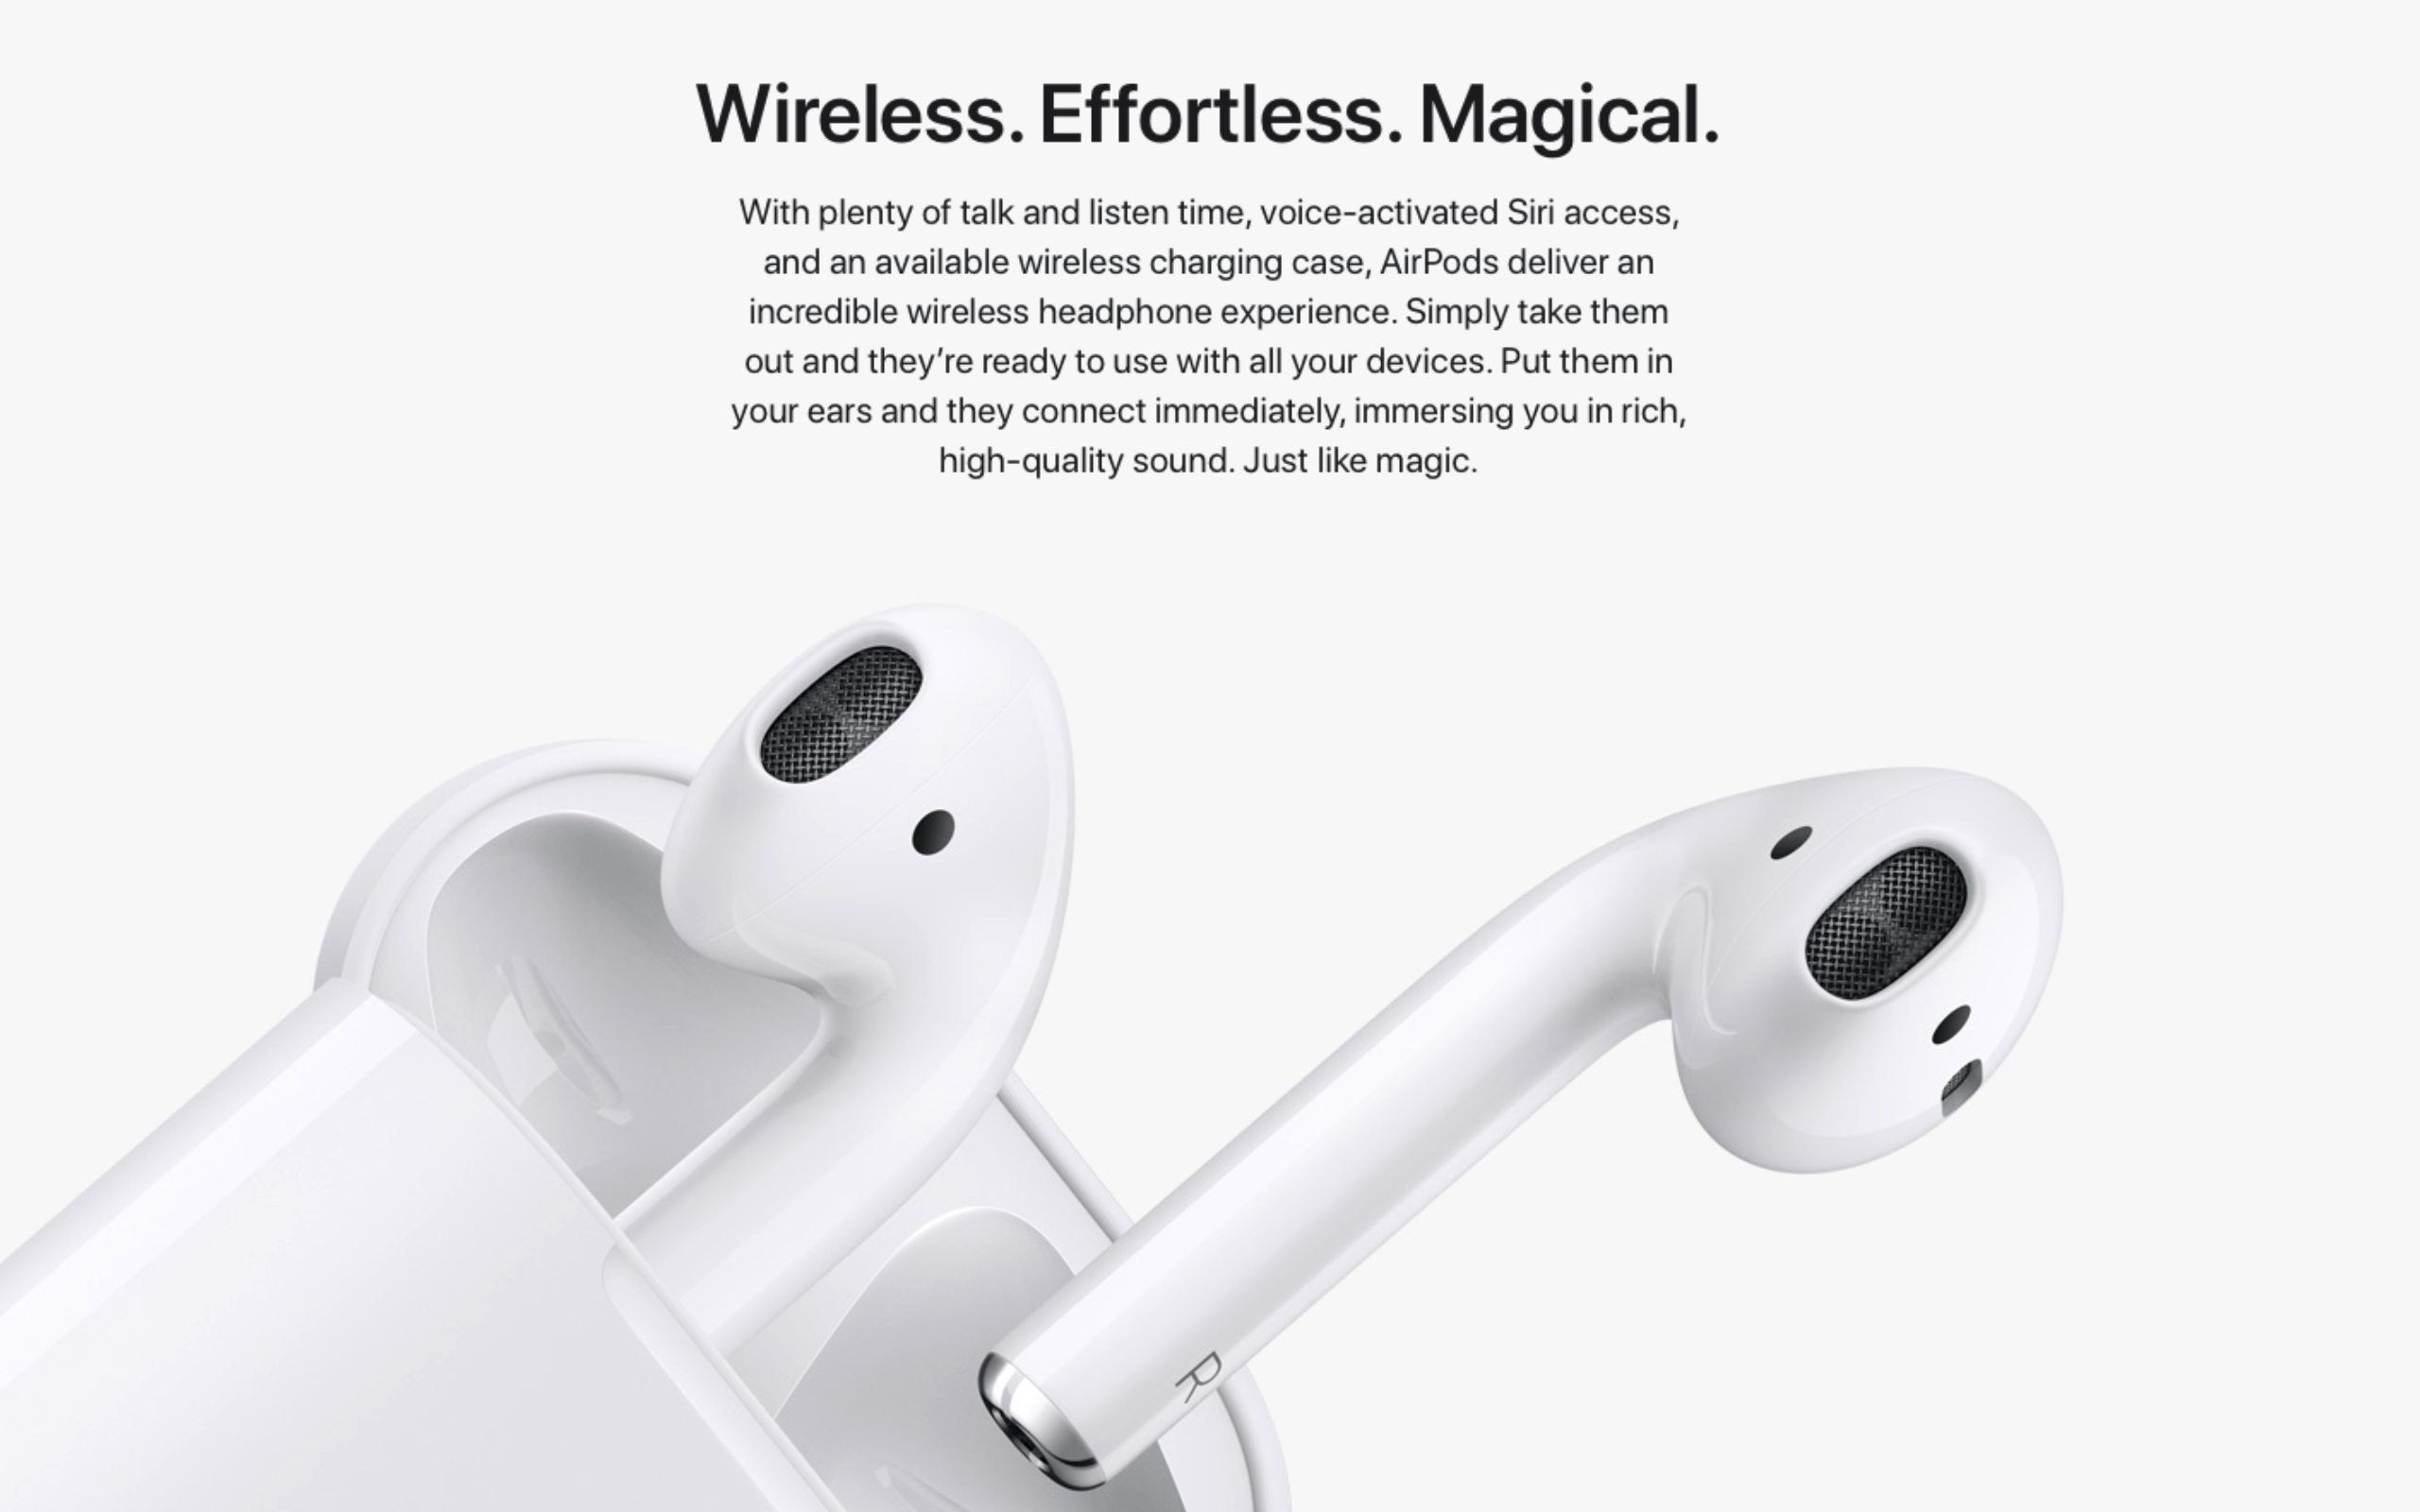 Wireless. Effortless. Magical.
With plenty of talk and listen time, voice-activated Siri access,
and an available wireless charging case, AirPods deliver an
incredible wireless headphone experience. Simply take them
out and they’re ready to use with all your devices. Put them in
your ears and they connect immediately, immersing you in rich,
high-quality sound. Just like magic.
R